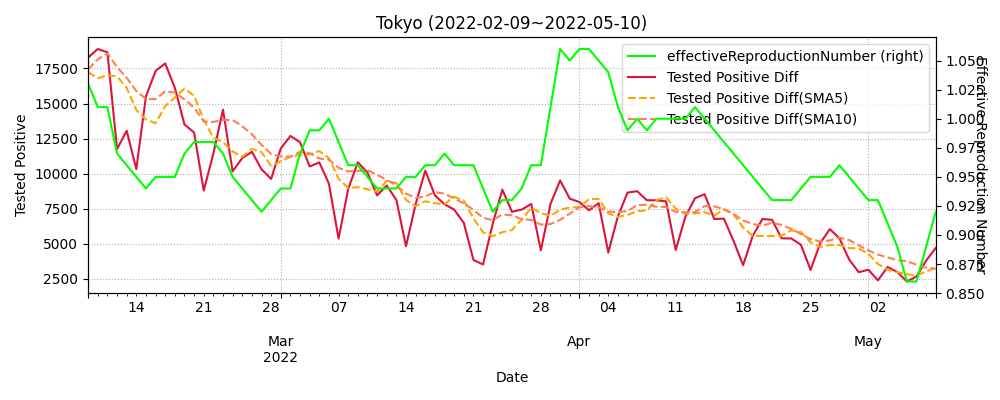 Tokyo (2022-02-09~2022-05-10)
effectiveReproductionNumber (right)
Tested Positive Diff
Tested Positive Diff(SMA5)
Tested Positive Diff(SMA10)
Tested Positive
17500
15000
12500
10000
7500
5000
2500
1.050
1.025
1.000
0.975
0.950
0.925
0.900
0.875
0.850
Effective Reproduction Number
14 21 28 07 14 21 28 04 11 18 25 02
Mar Apr May
2022
Date